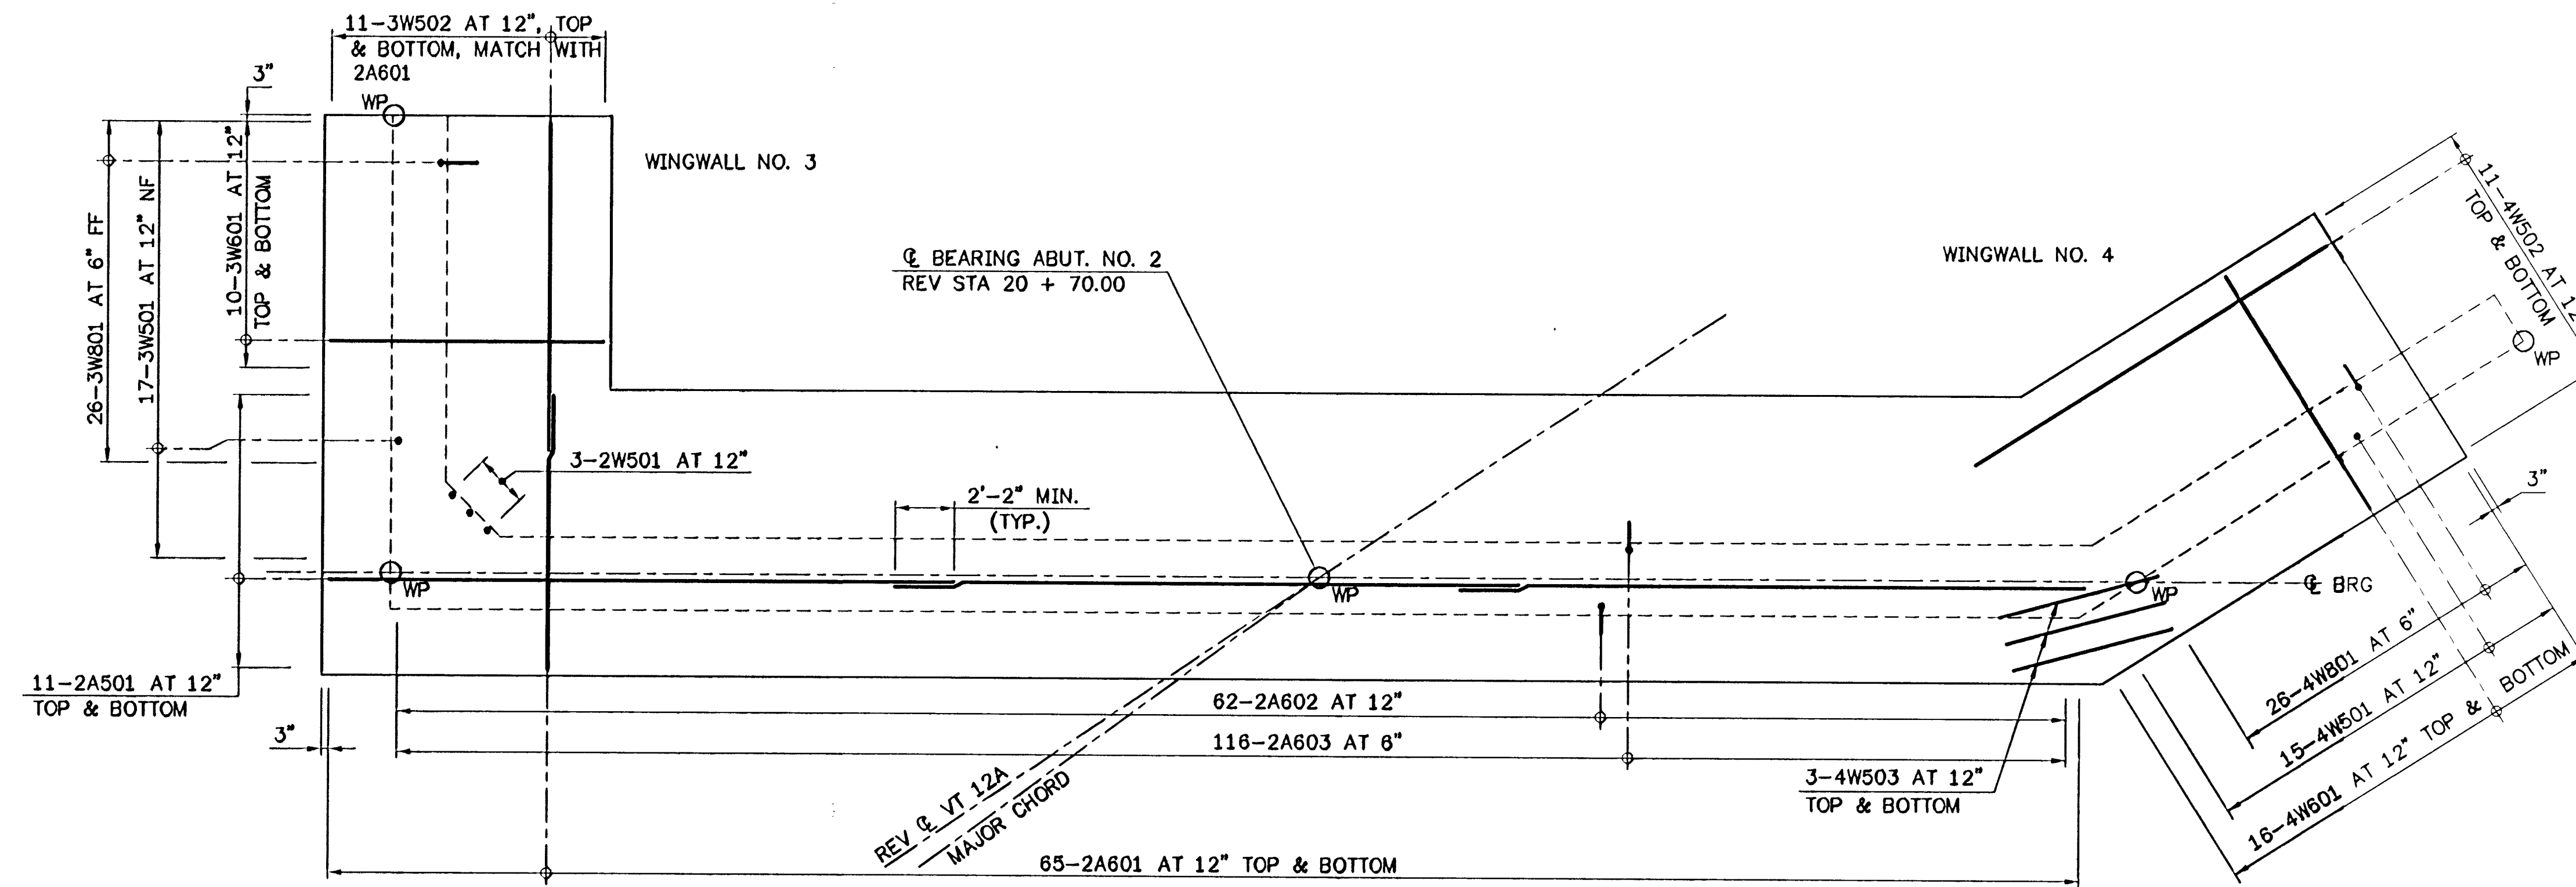 11-3W502 AT 12", TOP
& BOTTOM, MATCH WITH
2A601
3"
WP
WINGWALL NO. 3
26-3W801 AT 6" FF
17-3W501 AT 12" NF
10-3W601 AT 12"
TOP & BOTTOM
℄ BEARING ABUT. NO. 2
REV STA 20 + 70.00
WINGWALL NO. 4
11-4W502 AT 12"
TOP & BOTTOM
WP
3-2W501 AT 12"
2'-2" MIN.
(TYP.)
3"
WP
WP
WP
℄ BRG
11-2A501 AT 12"
TOP & BOTTOM
3"
62-2A602 AT 12"
116-2A603 AT 6"
3-4W503 AT 12"
TOP & BOTTOM
26-4W801 AT 6"
15-4W501 AT 12"
16-4W601 AT 12" TOP & BOTTOM
REV ℄ VT 12A
MAJOR CHORD
65-2A601 AT 12" TOP & BOTTOM